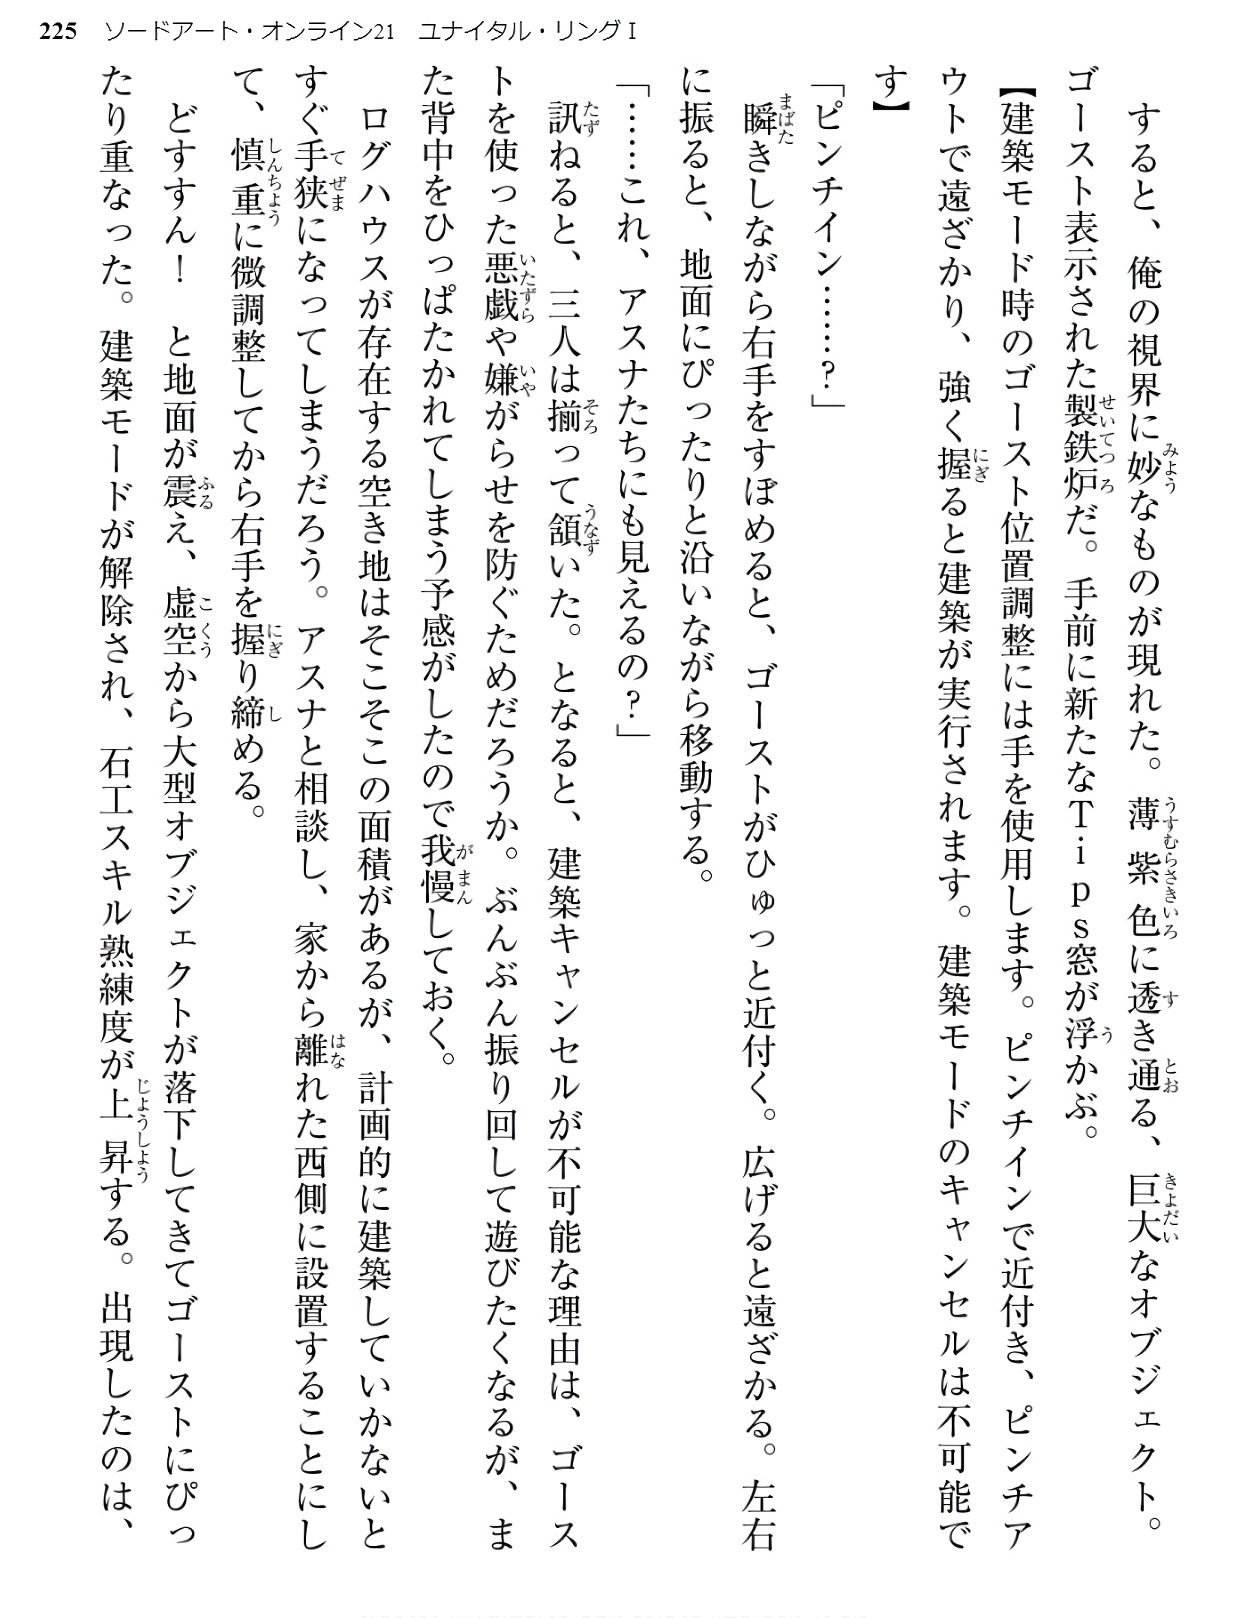 225　ソードアート・オンライン21　ユナイタル・リングⅠ
　すると、俺の視界に妙なものが現れた。薄紫色に透き通る、巨大なオブジェクト。
ゴースト表示された製鉄炉だ。手前に新たなTips窓が浮かぶ。
【建築モード時のゴースト位置調整には手を使用します。ピンチインで近付き、ピンチア
ウトで遠ざかり、強く握ると建築が実行されます。建築モードのキャンセルは不可能で
す】
「ピンチイン……?」
　瞬きしながら右手をすぼめると、ゴーストがひゅっと近付く。広げると遠ざかる。左右
に振ると、地面にぴったりと沿いながら移動する。
「……これ、アスナたちにも見えるの?」
　訊ねると、三人は揃って頷いた。となると、建築キャンセルが不可能な理由は、ゴース
トを使った悪戯や嫌がらせを防ぐためだろうか。ぶんぶん振り回して遊びたくなるが、ま
た背中をひっぱたかれてしまう予感がしたので我慢しておく。
　ログハウスが存在する空き地はそこそこの面積があるが、計画的に建築していかないと
すぐ手狭になってしまうだろう。アスナと相談し、家から離れた西側に設置することにし
て、慎重に微調整してから右手を握り締める。
　どすすん!　と地面が震え、虚空から大型オブジェクトが落下してきてゴーストにぴっ
たり重なった。建築モードが解除され、石工スキル熟練度が上昇する。出現したのは、